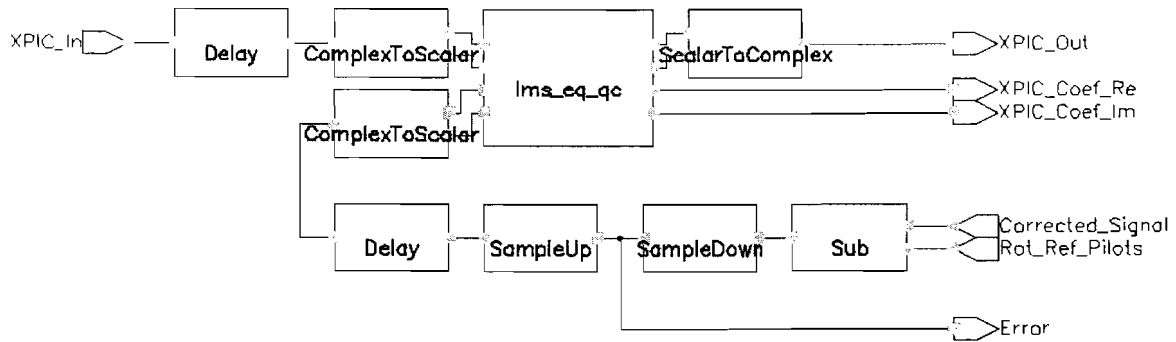 XPIC_In
Delay
ComplexToScalar
lms_eq_qc
ScalarToComplex
XPIC_Out
XPIC_Coef_Re
XPIC_Coef_Im
ComplexToScalar
Delay
SampleUp
SampleDown
Sub
Corrected_Signal
Rot_Ref_Pilots
Error